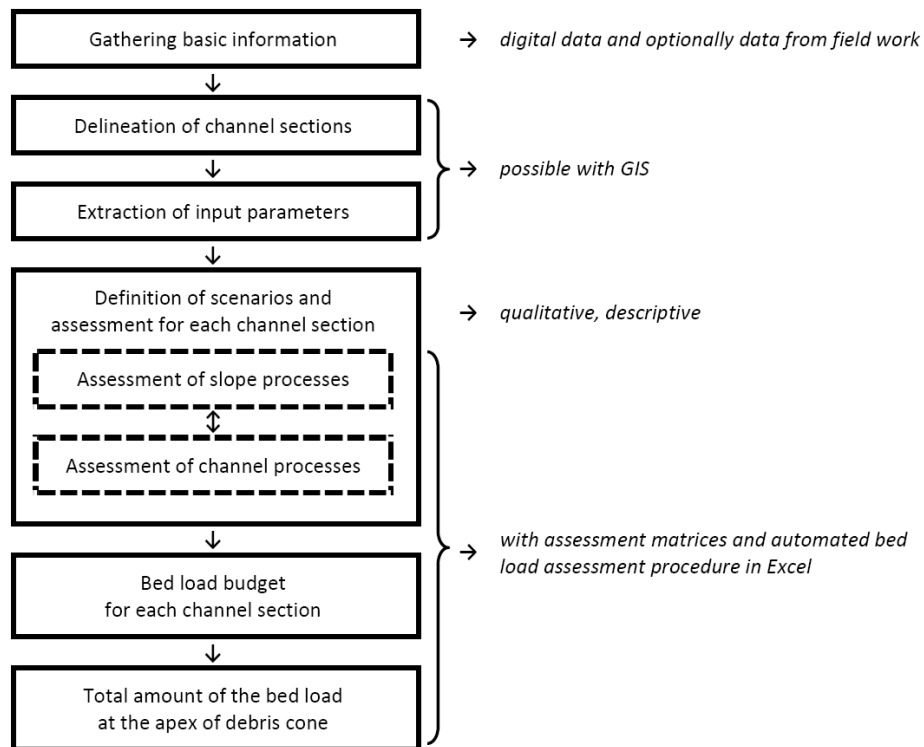 Gathering basic information
→ digital data and optionally data from field work
↓
Delineation of channel sections
↓
→ possible with GIS
Extraction of input parameters
↓
Definition of scenarios and
assessment for each channel section
→ qualitative, descriptive
Assessment of slope processes
↕
Assessment of channel processes
↓
→ with assessment matrices and automated bed
load assessment procedure in Excel
Bed load budget
for each channel section
↓
Total amount of the bed load
at the apex of debris cone